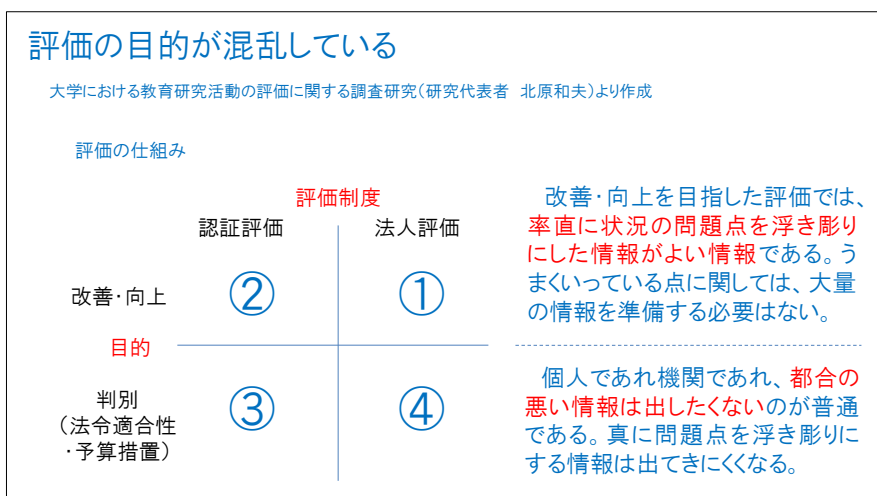 評価の目的が混乱している
大学における教育研究活動の評価に関する調査研究(研究代表者　北原和夫)より作成
評価の仕組み
評価制度
認証評価
法人評価
改善・向上
②
①
目的
判別
(法令適合性
・予算措置)
③
④
改善・向上を目指した評価では、
率直に状況の問題点を浮き彫り
にした情報がよい情報である。う
まくいっている点に関しては、大量
の情報を準備する必要はない。
個人であれ機関であれ、都合の
悪い情報は出したくないのが普通
である。真に問題点を浮き彫りに
する情報は出てきにくくなる。